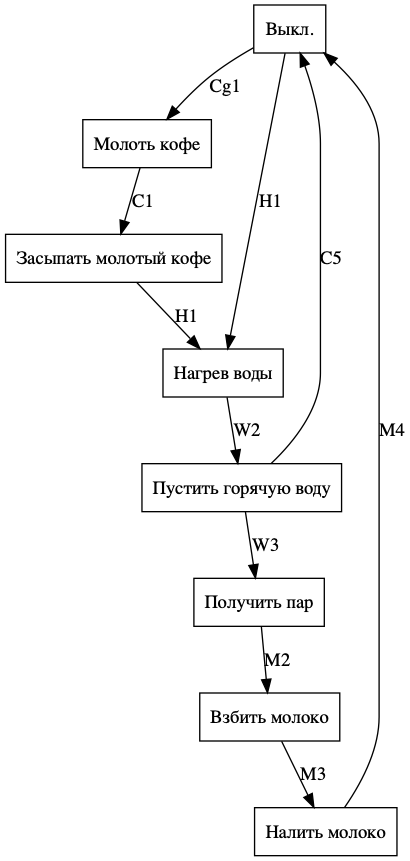 Выкл.
Cg1
Молоть кофе
C1
H1
Засыпать молотый кофе
C5
H1
Нагрев воды
W2
M4
Пустить горячую воду
W3
Получить пар
M2
Взбить молоко
M3
Налить молоко